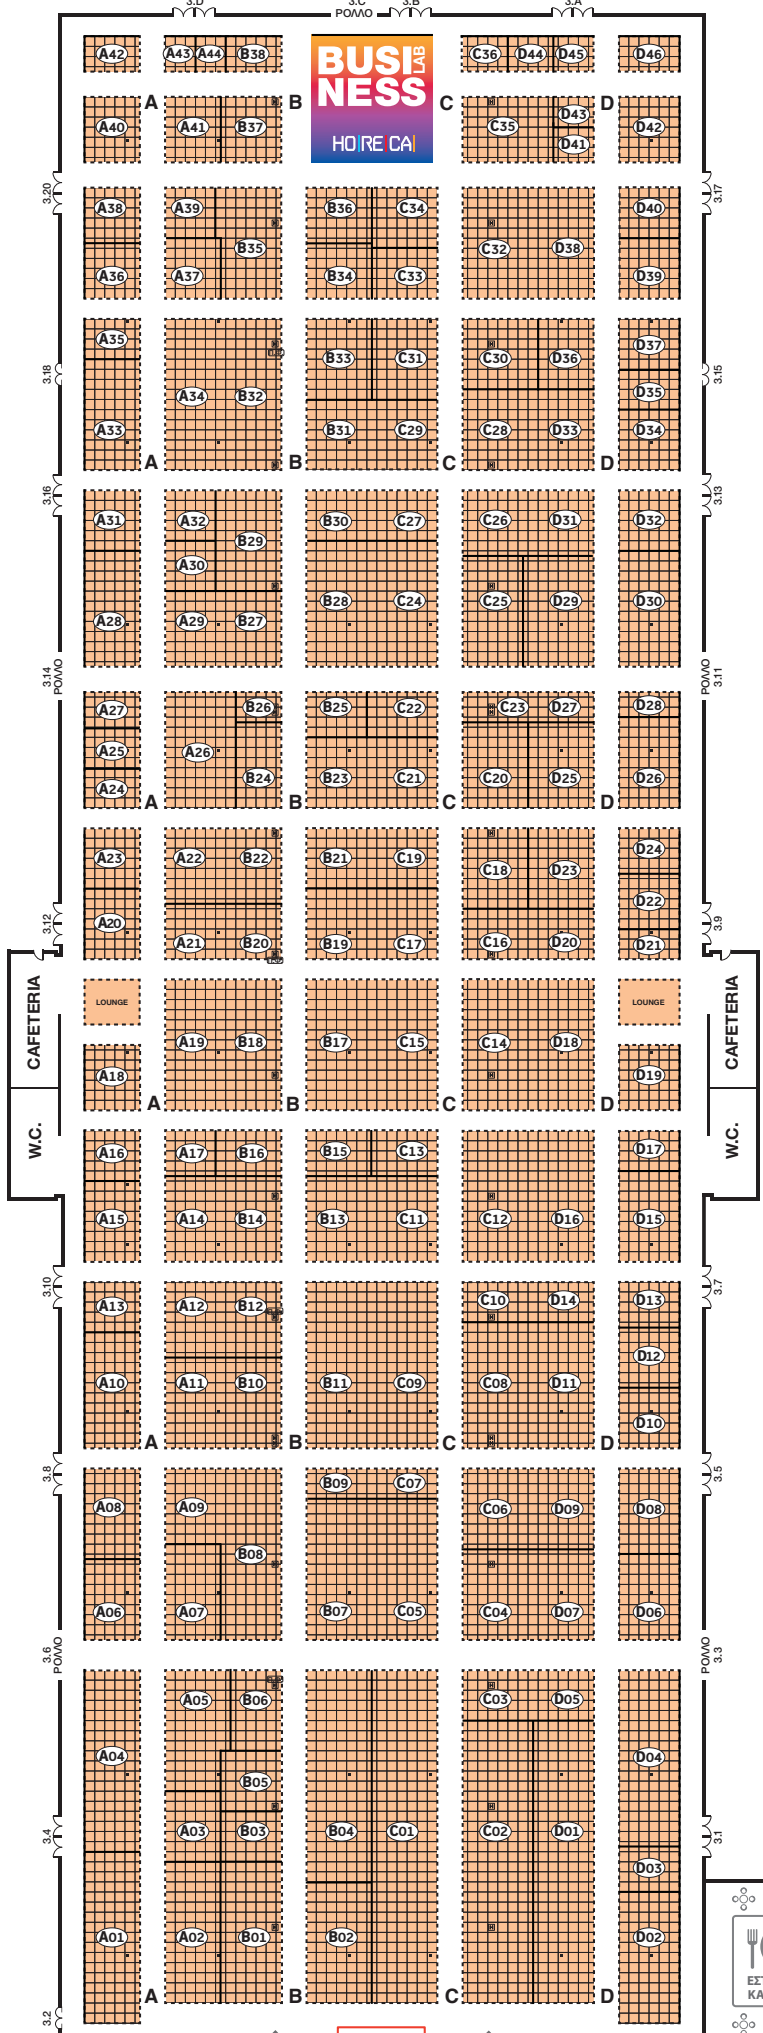 3.D 3.C 3.B 3.A
ΡΟΛΛΟ
A42 A43 A44 B38 C36 D44 D45 D46
BUSI
NESS
LAB
HO|RE|CA|
A B C D
A40 A41 B37 C35 D43 D42
D41
3.20 3.17
A38 A39 B36 C34 D40
B35 C32 D38
A36 A37 B34 C33 D39
A35 D37
3.18 B33 C31 C30 D36 3.15
A34 B32 D35
A33 B31 C29 C28 D33 D34
A B C D
3.16 3.13
A31 A32 B30 C27 C26 D31 D32
B29
A30
B28 C24 C25 D29 D30
A28 A29 B27
3.14 ΡΟΛΛΟ 3.11 ΡΟΛΛΟ
A27 B26 B25 C22 C23 D27 D28
A25 A26
B24 B23 C21 C20 D25 D26
A24
A B C D
A23 A22 B22 B21 C19 C18 D23 D24
D22
3.12 A20 3.9
A21 B20 B19 C17 C16 D20 D21
CAFETERIA LOUNGE LOUNGE CAFETERIA
A19 B18 B17 C15 C14 D18
A18 D19
A B C D
W.C. W.C.
A16 A17 B16 B15 C13 D17
A15 A14 B14 B13 C11 C12 D16 D15
3.10 3.7
A13 A12 B12 C10 D14 D13
D12
A10 A11 B10 B11 C09 C08 D11
D10
A B C D
3.8 3.5
B09 C07
A08 A09 C06 D09 D08
B08
A06 A07 B07 C05 C04 D07 D06
3.6 ΡΟΛΛΟ 3.3 ΡΟΛΛΟ
A05 B06 C03 D05
A04 D04
B05
3.4 A03 B03 B04 C01 C02 D01 3.1
D03
A01 A02 B01 B02 D02
A B C D
3.2